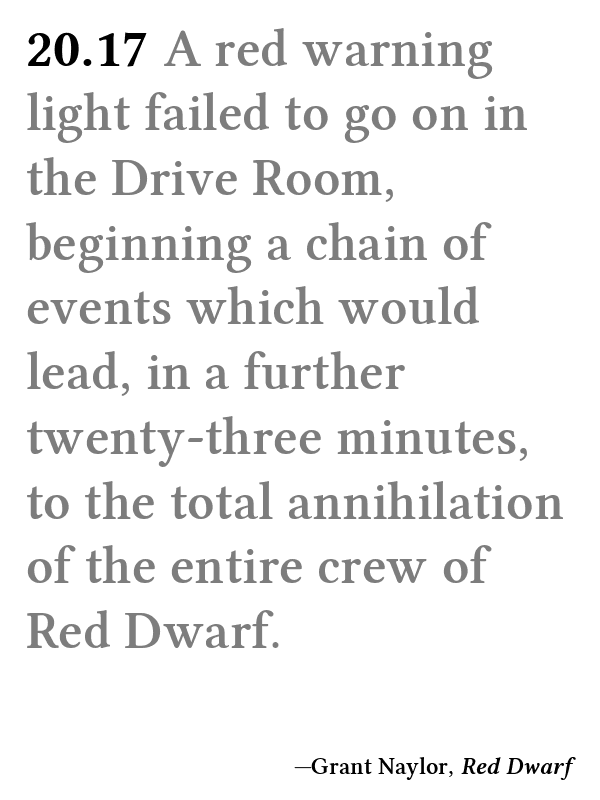 20.17 A red warning
light failed to go on in
the Drive Room,
beginning a chain of
events which would
lead, in a further
twenty-three minutes,
to the total annihilation
of the entire crew of
Red Dwarf.
—Grant Naylor, Red Dwarf